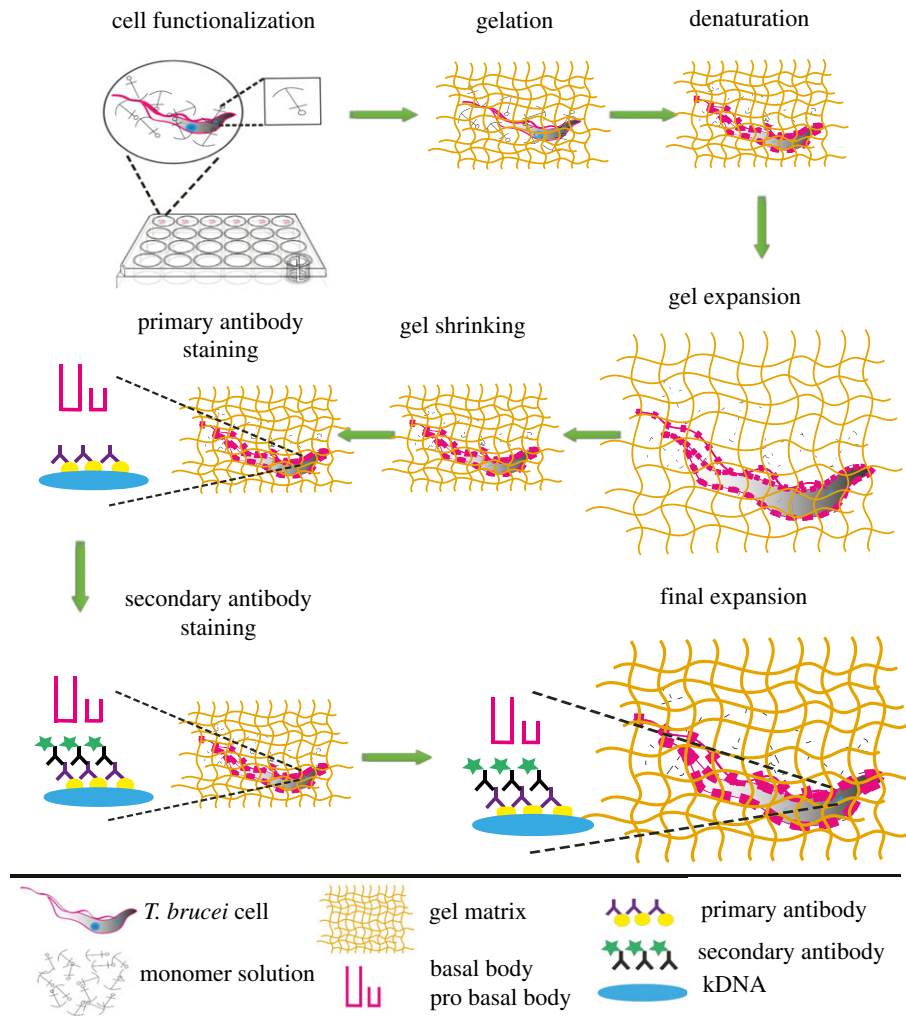 cell functionalization
gelation
denaturation
gel expansion
gel shrinking
primary antibody
staining
secondary antibody
staining
final expansion
T. brucei cell
monomer solution
gel matrix
basal body
pro basal body
primary antibody
secondary antibody
kDNA